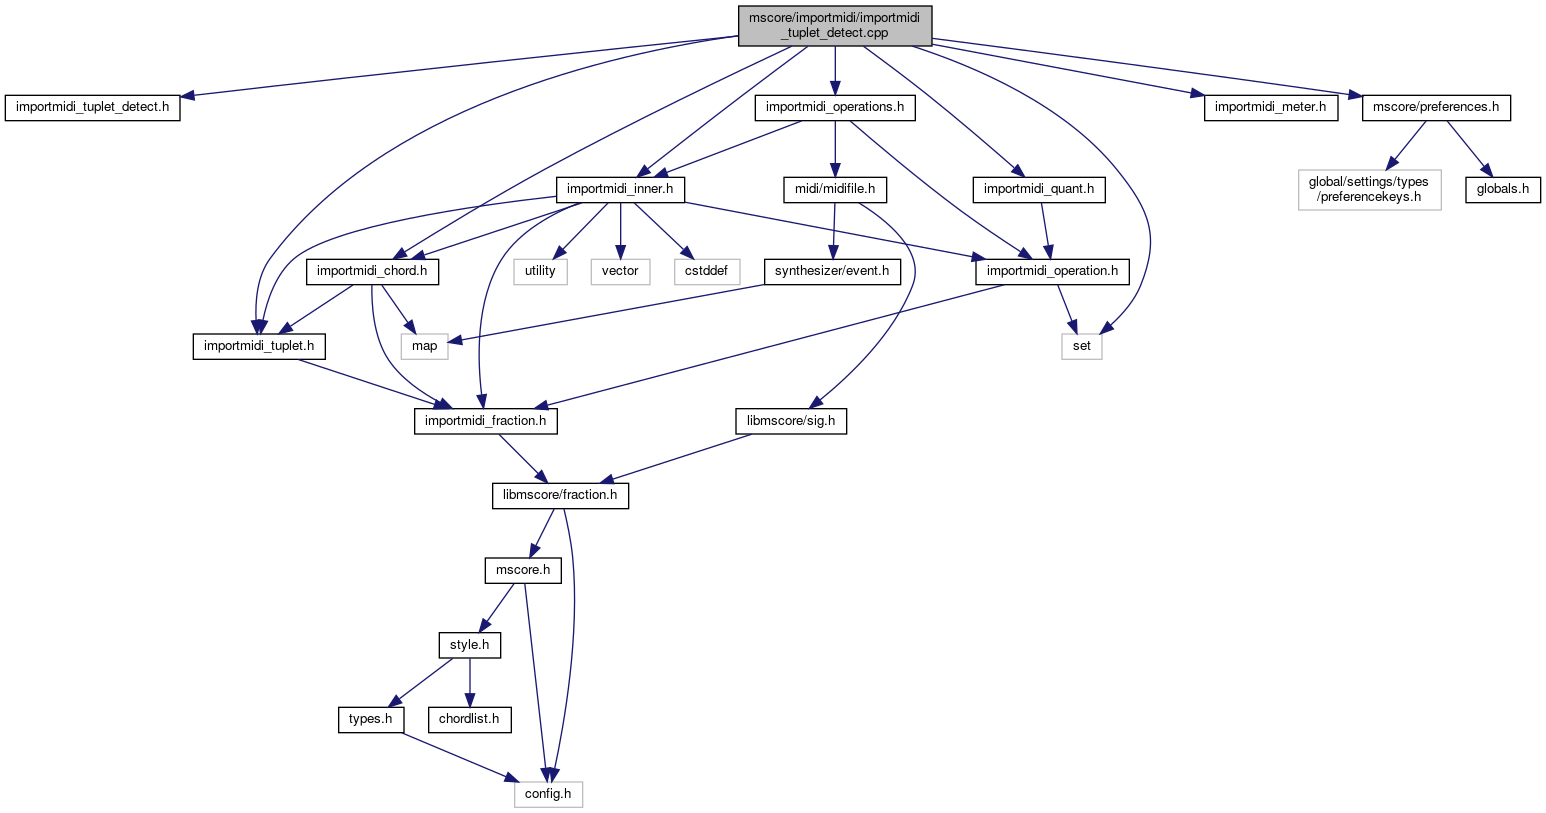 mscore/importmidi/importmidi
_tuplet_detect.cpp
importmidi_tuplet_detect.h
importmidi_operations.h
importmidi_meter.h
mscore/preferences.h
importmidi_inner.h
midi/midifile.h
importmidi_quant.h
global/settings/types
/preferencekeys.h
globals.h
importmidi_chord.h
utility
vector
cstddef
synthesizer/event.h
importmidi_operation.h
importmidi_tuplet.h
map
set
importmidi_fraction.h
libmscore/sig.h
libmscore/fraction.h
mscore.h
style.h
types.h
chordlist.h
config.h